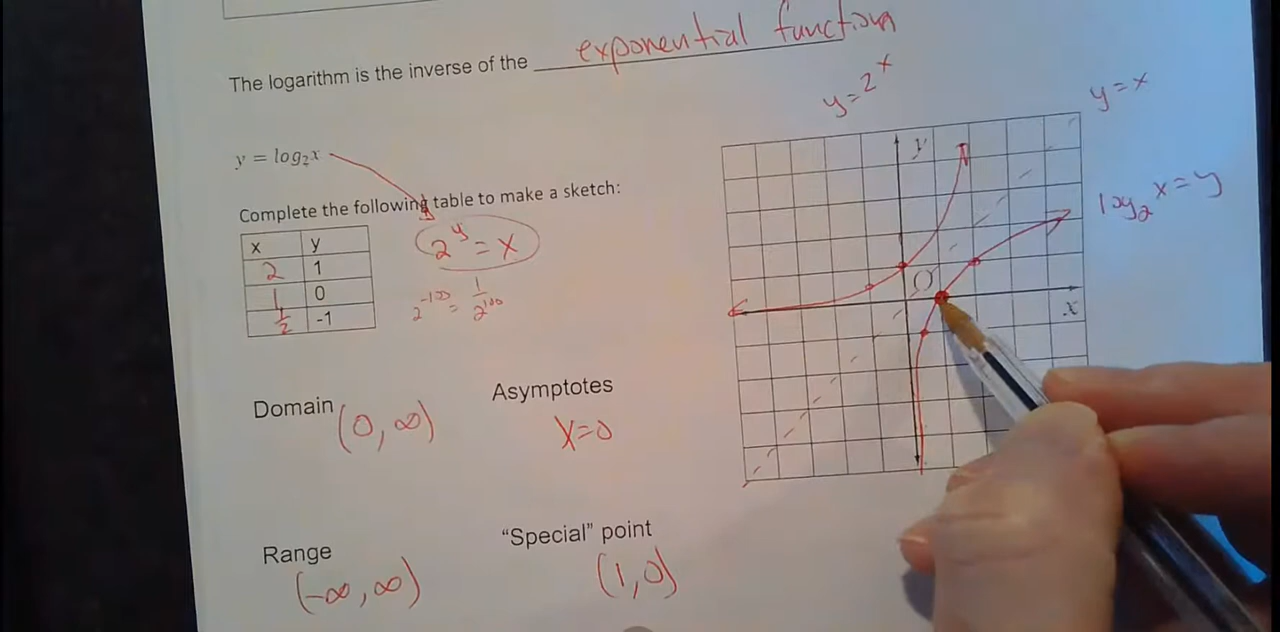 The logarithm is the inverse of the exponential function
y = log₂x
Complete the following table to make a sketch:
x y
2 1
1 0
1/2 -1
2^y = x
2^-100 = 1/2^100
Domain (0, ∞)
Asymptotes
x=0
Range
(-∞, ∞)
"Special" point
(1, 0)
y=2^x
y=x
log₂ x = y
y
O
x